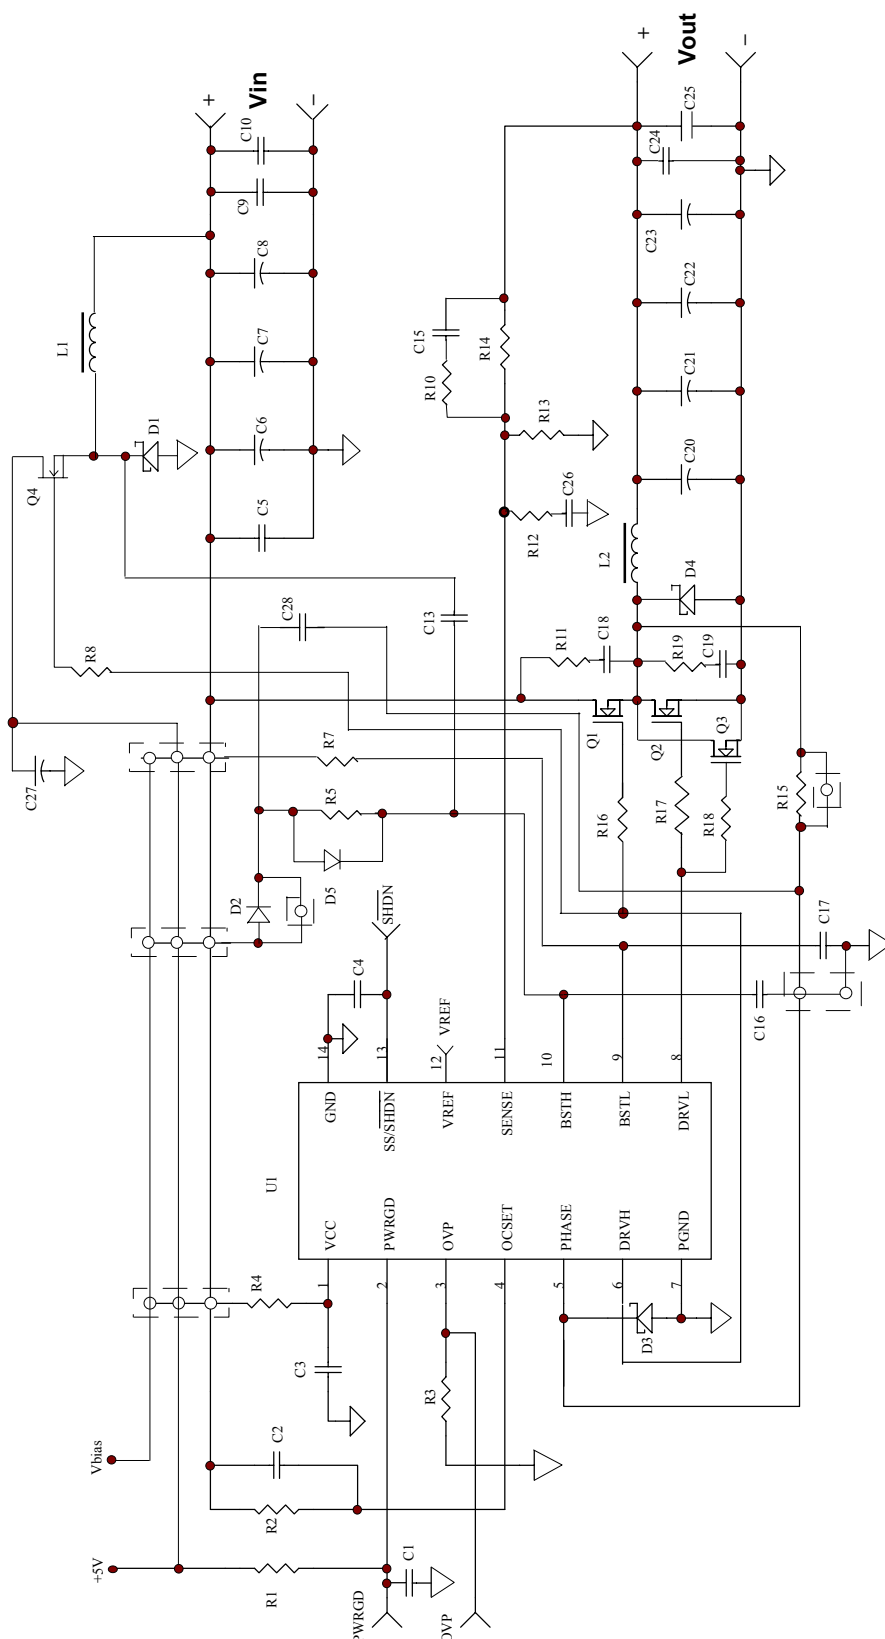 C27
Q4
L1
+5V
Vbias
R8
D1
+
Vin
-
C5
C6
C7
C8
C9
C10
R1
R2
C2
R4
D2
R5
R7
C28
C3
U1
D5
C4
SHDN
1
VCC
GND
14
PWRGD
C1
2
PWRGD
SS/SHDN
13
R3
3
OVP
VREF
12
VREF
C13
R10
C15
OVP
4
OCSET
SENSE
11
R14
R12
R13
C26
5
PHASE
BSTH
10
R11
C18
6
DRVH
BSTL
9
R16
Q1
L2
D3
7
PGND
DRVL
8
R17
R18
Q2
Q3
R19
C19
D4
C20
C21
C22
C23
C24
C25
+
Vout
-
C16
C17
R15